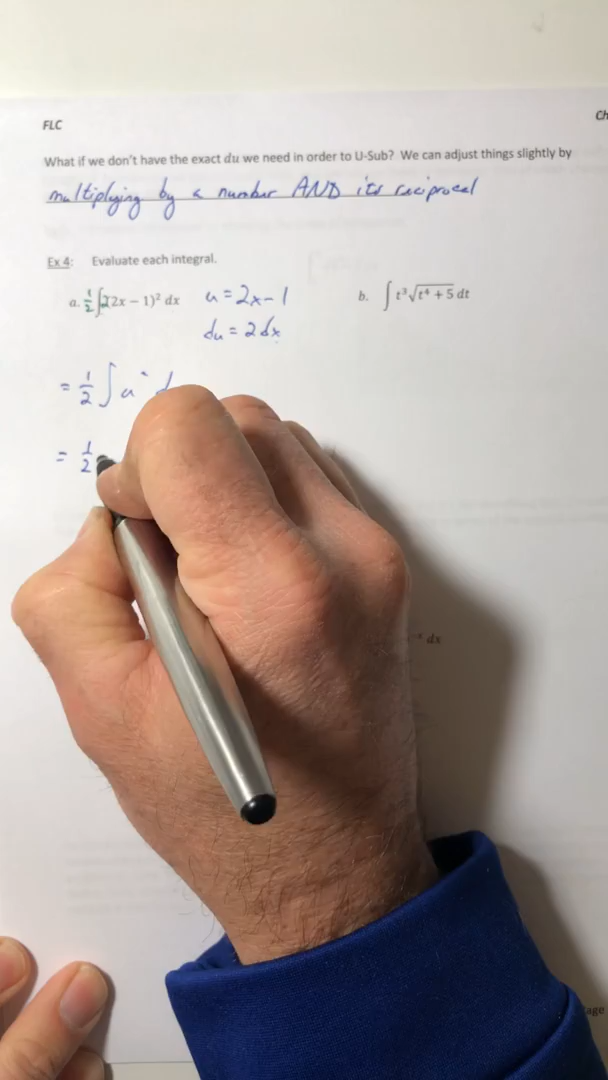 FLC
Ch
What if we don't have the exact du we need in order to U-Sub? We can adjust things slightly by
multiplying by a number AND its reciprocal
Ex 4: Evaluate each integral.
a. 1/2 ∫ 2(2x − 1)² dx u = 2x − 1 b. ∫ t³√(t⁴ + 5) dt
du = 2dx
= 1/2 ∫ u
= 1/2
dx
age